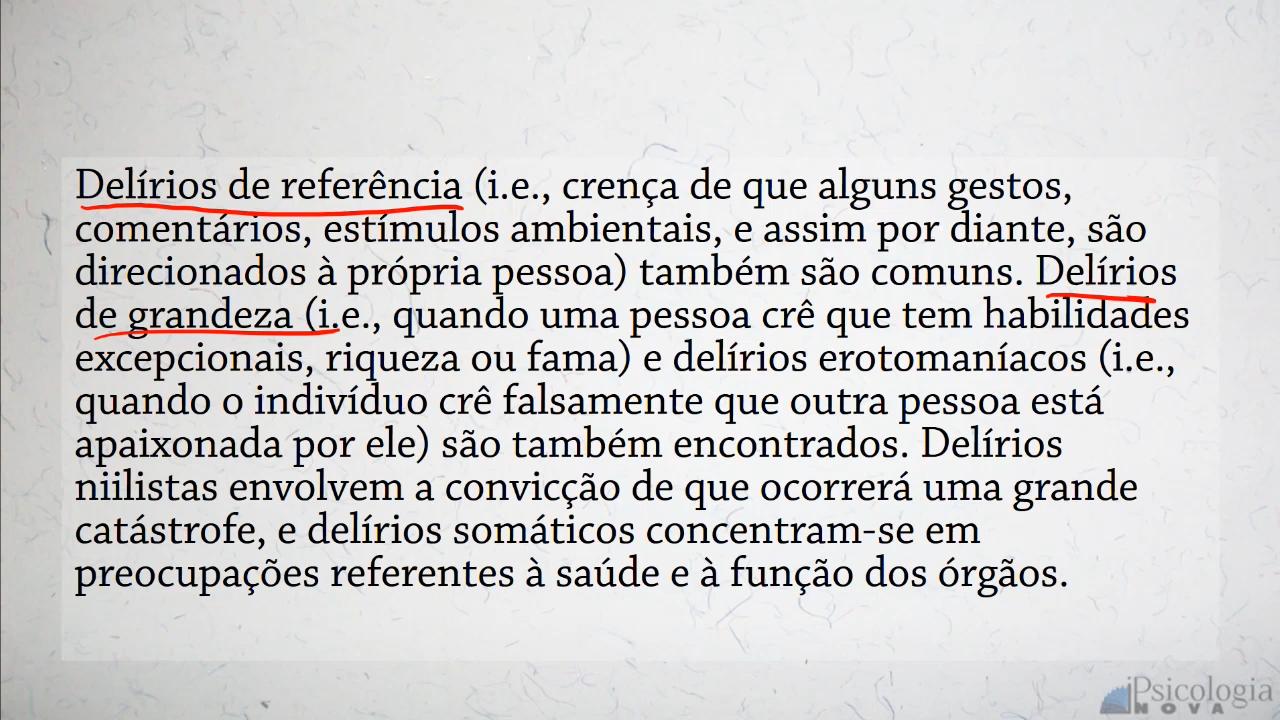 Delírios de referência (i.e., crença de que alguns gestos,
comentários, estímulos ambientais, e assim por diante, são
direcionados à própria pessoa) também são comuns. Delírios
de grandeza (i.e., quando uma pessoa crê que tem habilidades
excepcionais, riqueza ou fama) e delírios erotomaníacos (i.e.,
quando o indivíduo crê falsamente que outra pessoa está
apaixonada por ele) são também encontrados. Delírios
niilistas envolvem a convicção de que ocorrerá uma grande
catástrofe, e delírios somáticos concentram-se em
preocupações referentes à saúde e à função dos órgãos.
Psicologia
NOVA